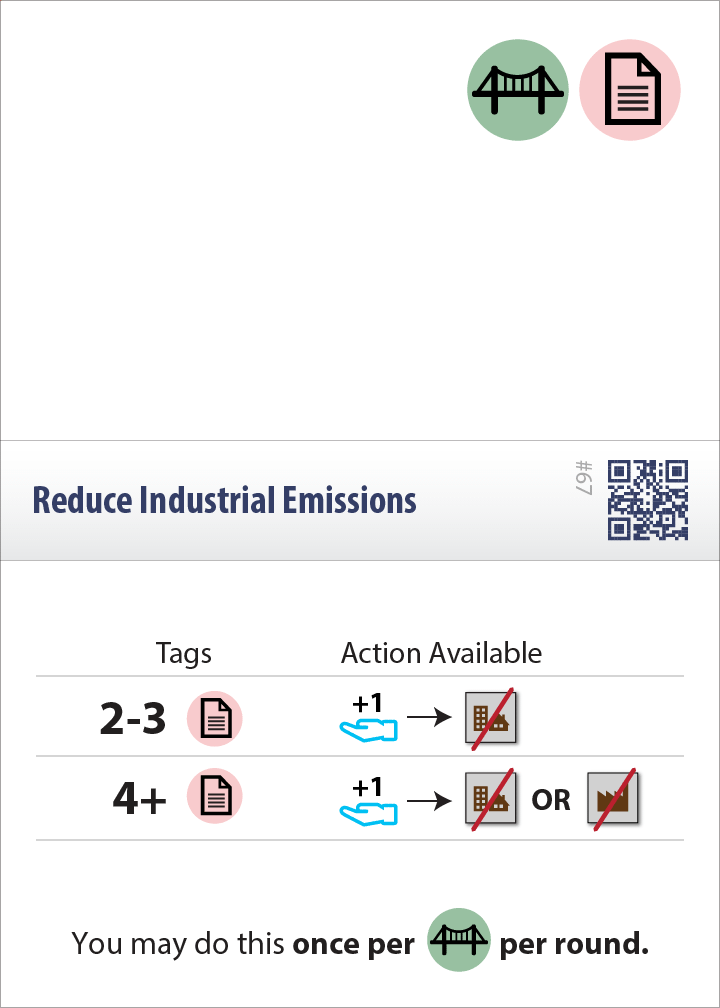 #67
Reduce Industrial Emissions
Tags Action Available
2-3 +1
4+ +1 OR
You may do this once per per round.